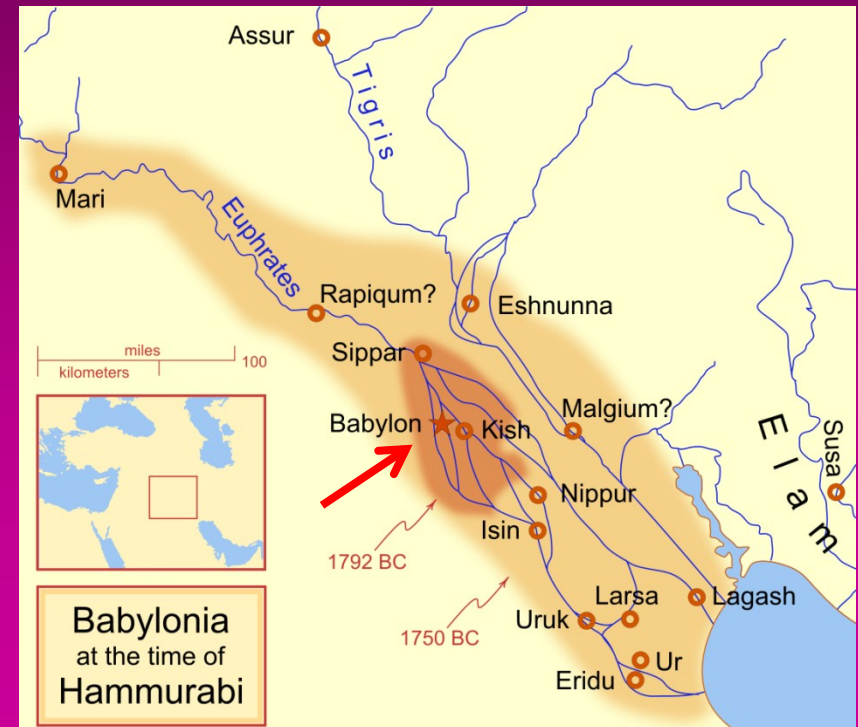 Assur
Tigris
Mari
Euphrates
Rapiqum?
Eshnunna
Sippar
miles
100
kilometers
Babylon
Kish
Malgium?
Elam
Susa
Nippur
Isin
1792 BC
Larsa
Lagash
Uruk
1750 BC
Ur
Eridu
Babylonia
at the time of
Hammurabi